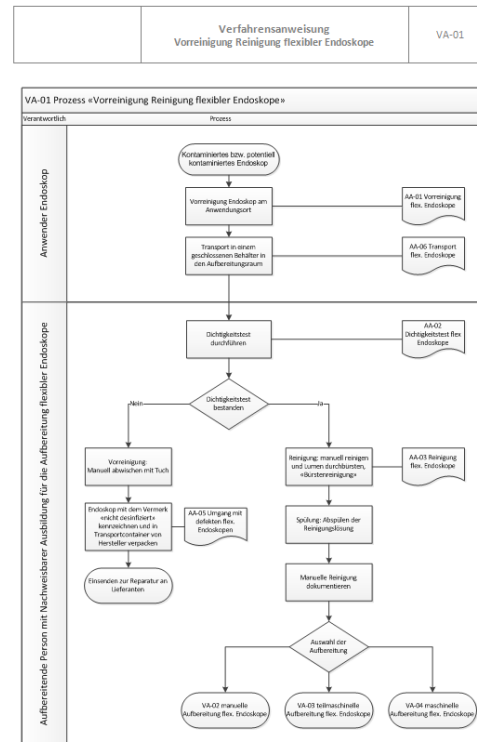 Verfahrensanweisung
Vorreinigung Reinigung flexibler Endoskope
VA-01
VA-01 Prozess «Vorreinigung Reinigung flexibler Endoskope»
Verantwortlich
Prozess
Anwender Endoskop
Kontaminiertes bzw. potentiell
kontaminiertes Endoskop
Vorreinigung Endoskop am
Anwendungsort
AA-01 Vorreinigung
flex. Endoskope
Transport in einem
geschlossenen Behälter in
den Aufbereitungsraum
AA-06 Transport
flex. Endoskope
Aufbereitende Person mit Nachweisbarer Ausbildung für die Aufbereitung flexibler Endoskope
Dichtigkeitstest
durchführen
AA-02
Dichtigkeitstest flex
Endoskope
Dichtigkeitstest
bestanden
Nein
Ja
Vorreinigung:
Manuell abwischen mit Tuch
Reinigung: manuell reinigen
und Lumen durchbürsten,
«Bürstenreinigung»
AA-03 Reinigung
flex. Endoskope
Endoskop mit dem Vermerk
«nicht desinfiziert»
kennzeichnen und in
Transportcontainer von
Hersteller verpacken
AA-05 Umgang mit
defekten flex.
Endoskopen
Spülung: Abspülen der
Reinigungslösung
Einsenden zur Reparatur an
Lieferanten
Manuelle Reinigung
dokumentieren
Auswahl der
Aufbereitung
VA-02 manuelle
Aufbereitung flex. Endoskope
VA-03 teilmaschinelle
Aufbereitung flex. Endoskope
VA-04 maschinelle
Aufbereitung flex. Endoskope